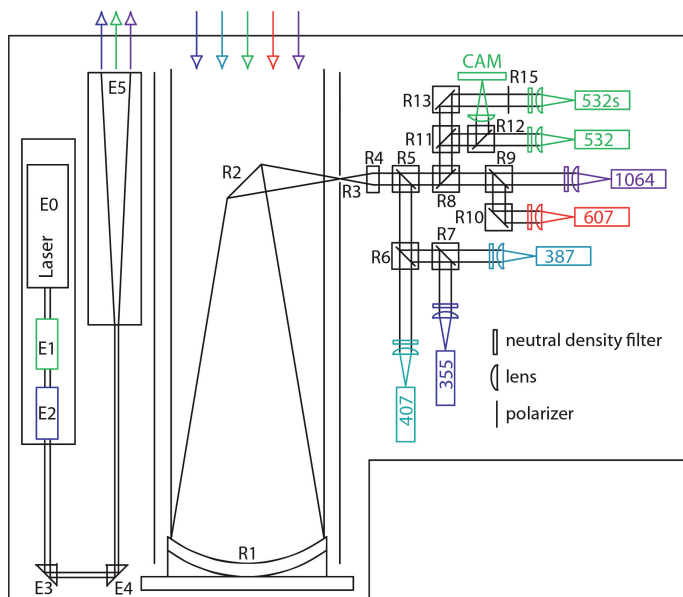 E5
CAM
R15
R13
532s
R11
R12
532
E0
Laser
R2
R3
R4
R5
R8
R9
1064
R10
607
R6
R7
387
E1
E2
407
355
neutral density filter
lens
polarizer
R1
E3
E4